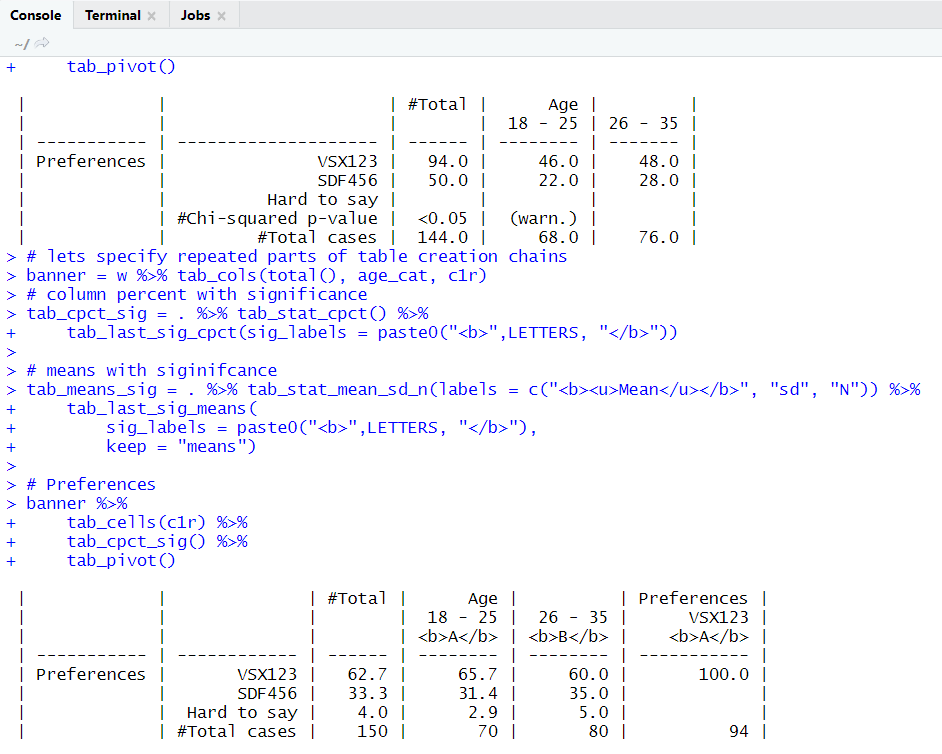 Console Terminal × Jobs ×
~/
+     tab_pivot()
 |             |                      | #Total |      Age |         |
 |             |                      |        |  18 - 25 | 26 - 35 |
 | ----------- | -------------------- | ------ | -------- | ------- |
 | Preferences |               VSX123 |   94.0 |     46.0 |    48.0 |
 |             |               SDF456 |   50.0 |     22.0 |    28.0 |
 |             |          Hard to say |        |          |         |
 |             | #Chi-squared p-value |  <0.05 |  (warn.) |         |
 |             |         #Total cases |  144.0 |     68.0 |    76.0 |
> # lets specify repeated parts of table creation chains
> banner = w %>% tab_cols(total(), age_cat, c1r)
> # column percent with significance
> tab_cpct_sig = . %>% tab_stat_cpct() %>%
+     tab_last_sig_cpct(sig_labels = paste0("<b>",LETTERS, "</b>"))
>
> # means with siginifcance
> tab_means_sig = . %>% tab_stat_mean_sd_n(labels = c("<b><u>Mean</u></b>", "sd", "N")) %>%
+     tab_last_sig_means(
+         sig_labels = paste0("<b>",LETTERS, "</b>"),
+         keep = "means")
>
> # Preferences
> banner %>%
+     tab_cells(c1r) %>%
+     tab_cpct_sig() %>%
+     tab_pivot()
 |             |              | #Total |      Age |          | Preferences |
 |             |              |        |  18 - 25 |  26 - 35 |      VSX123 |
 |             |              |        | <b>A</b> | <b>B</b> |    <b>A</b> |
 | ----------- | ------------ | ------ | -------- | -------- | ----------- |
 | Preferences |       VSX123 |   62.7 |     65.7 |     60.0 |       100.0 |
 |             |       SDF456 |   33.3 |     31.4 |     35.0 |             |
 |             |  Hard to say |    4.0 |      2.9 |      5.0 |             |
 |             | #Total cases |    150 |       70 |       80 |          94 |